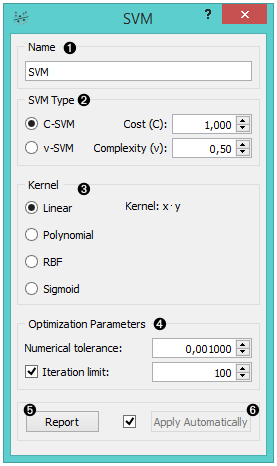 SVM
? ×
Name ❶
SVM
SVM Type ❷
C-SVM Cost (C): 1,000
ν-SVM Complexity (ν): 0,50
Kernel ❸
Linear Kernel: x·y
Polynomial
RBF
Sigmoid
Optimization Parameters ❹
Numerical tolerance: 0,001000
Iteration limit: 100
❺ ❻
Report Apply Automatically